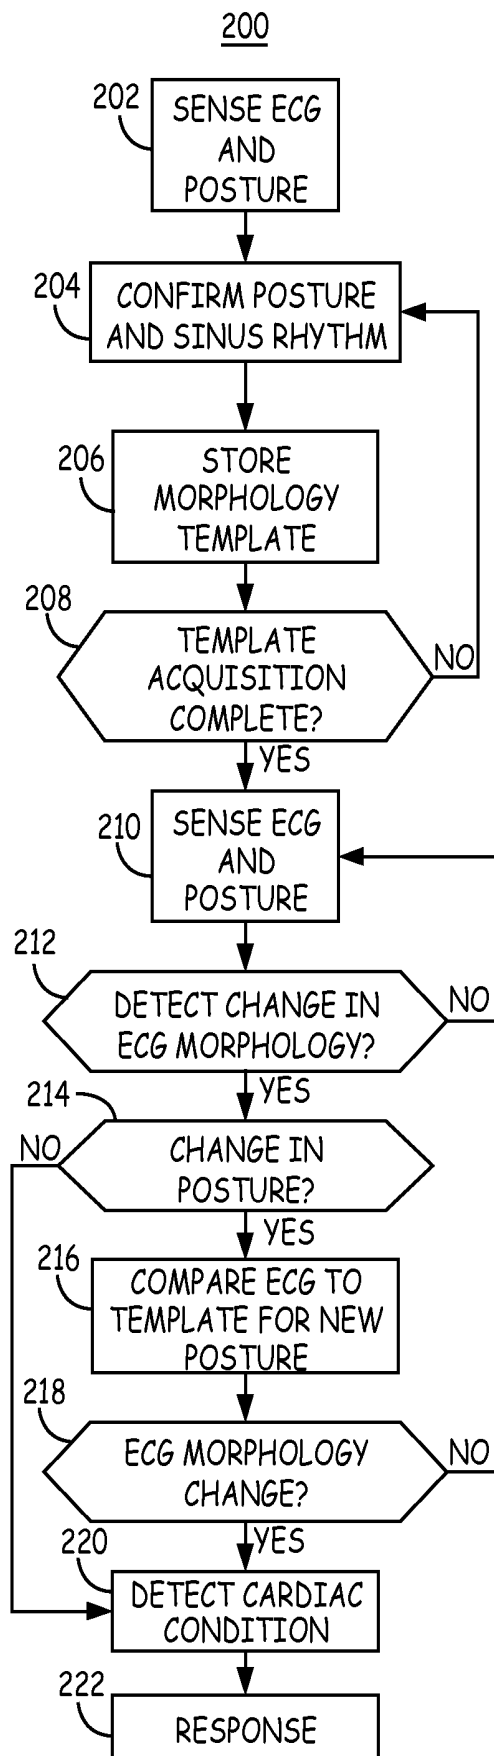 200
202
SENSE ECG
AND
POSTURE
204
CONFIRM POSTURE
AND SINUS RHYTHM
206
STORE
MORPHOLOGY
TEMPLATE
208
TEMPLATE
ACQUISITION
COMPLETE?
NO
YES
210
SENSE ECG
AND
POSTURE
212
DETECT CHANGE IN
ECG MORPHOLOGY?
NO
YES
214
NO
CHANGE IN
POSTURE?
YES
216
COMPARE ECG TO
TEMPLATE FOR NEW
POSTURE
218
ECG MORPHOLOGY
CHANGE?
NO
YES
220
DETECT CARDIAC
CONDITION
222
RESPONSE